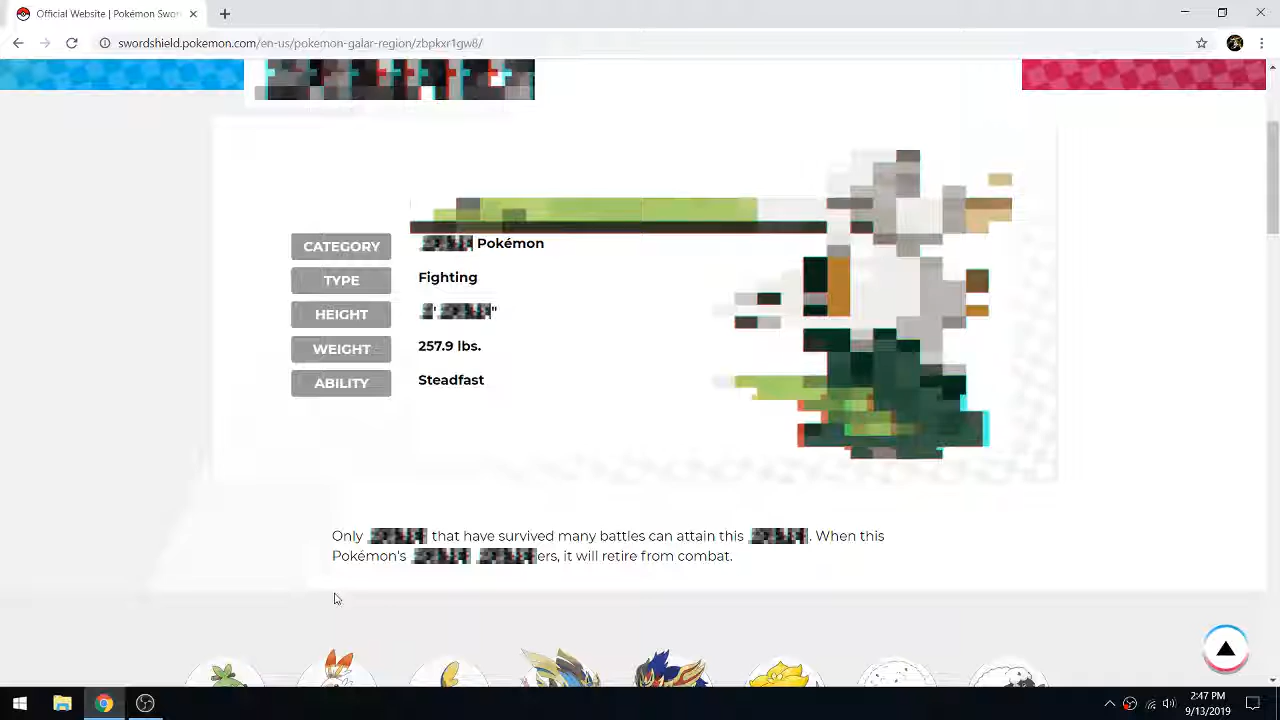 Official Website | Pokémon Swor
swordshield.pokemon.com/en-us/pokemon-galar-region/zbpkxr1gw8/
CATEGORY Pokémon
TYPE Fighting
HEIGHT ' "
WEIGHT 257.9 lbs.
ABILITY Steadfast
Only that have survived many battles can attain this . When this
Pokémon's ers, it will retire from combat.
2:47 PM
9/13/2019